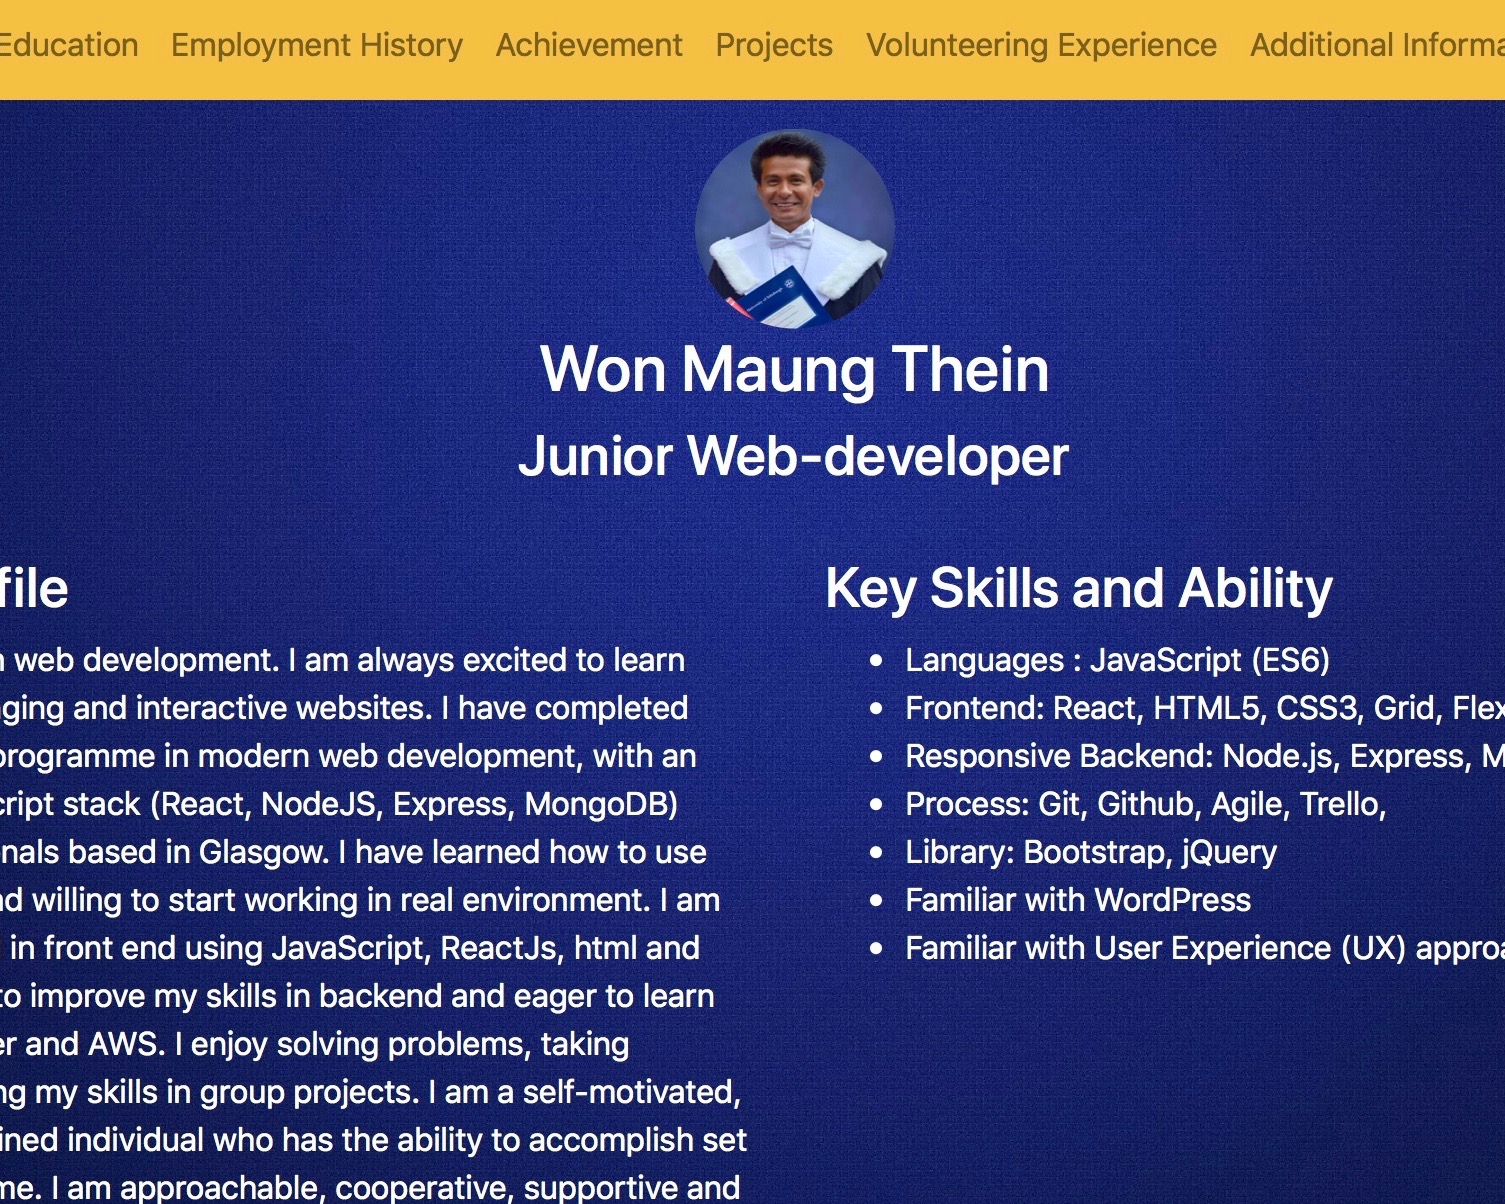 Education Employment History Achievement Projects Volunteering Experience Additional Informa
University of Edinburgh
Won Maung Thein
Junior Web-developer
file
web development. I am always excited to learn
ging and interactive websites. I have completed
programme in modern web development, with an
cript stack (React, NodeJS, Express, MongoDB)
nals based in Glasgow. I have learned how to use
nd willing to start working in real environment. I am
in front end using JavaScript, ReactJs, html and
to improve my skills in backend and eager to learn
er and AWS. I enjoy solving problems, taking
ng my skills in group projects. I am a self-motivated,
ined individual who has the ability to accomplish set
me. I am approachable, cooperative, supportive and
Key Skills and Ability
• Languages : JavaScript (ES6)
• Frontend: React, HTML5, CSS3, Grid, Flex
• Responsive Backend: Node.js, Express, M
• Process: Git, Github, Agile, Trello,
• Library: Bootstrap, jQuery
• Familiar with WordPress
• Familiar with User Experience (UX) approa